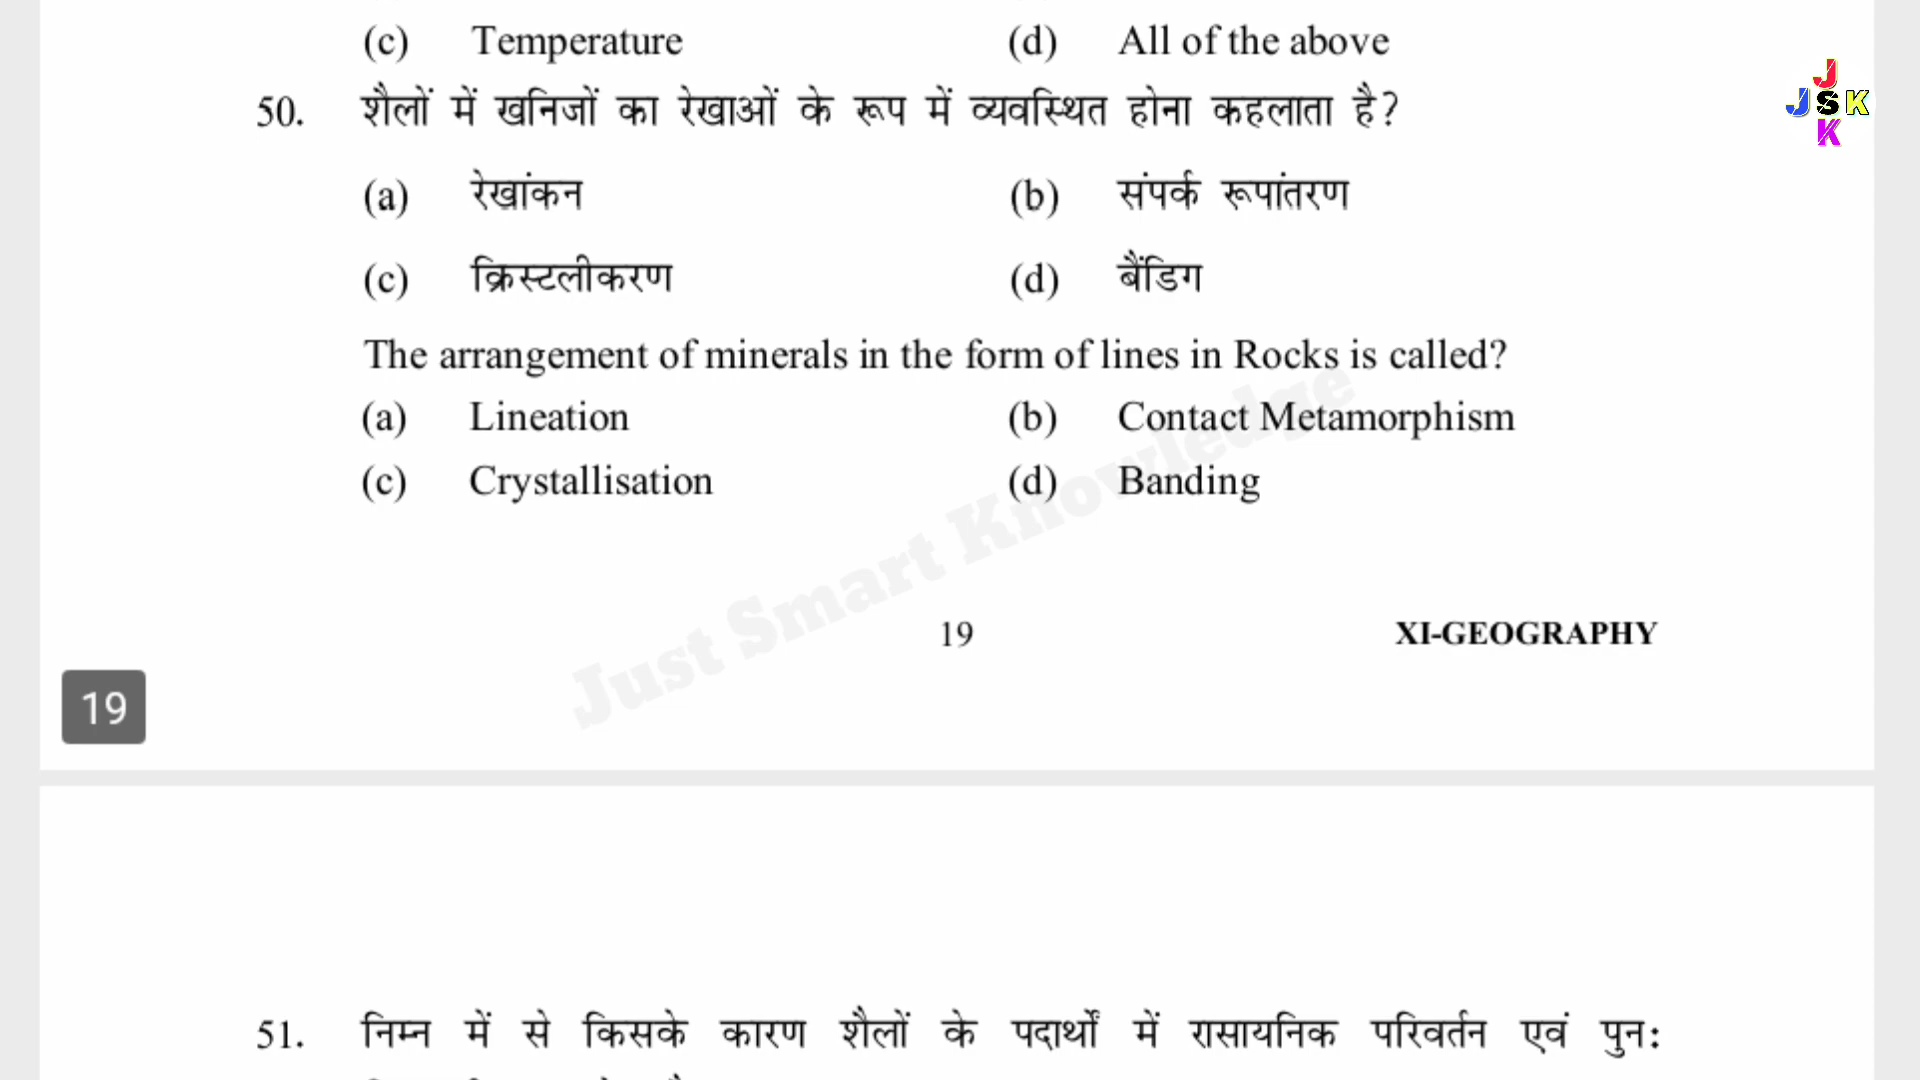 (c) Temperature (d) All of the above
50. शैलों में खनिजों का रेखाओं के रूप में व्यवस्थित होना कहलाता है?
(a) रेखांकन (b) संपर्क रूपांतरण
(c) क्रिस्टलीकरण (d) बैंडिग
The arrangement of minerals in the form of lines in Rocks is called?
(a) Lineation (b) Contact Metamorphism
(c) Crystallisation (d) Banding
Just Smart Knowledge
19 XI-GEOGRAPHY
19
51. निम्न में से किसके कारण शैलों के पदार्थों में रासायनिक परिवर्तन एवं पुन:
J
JSK
K